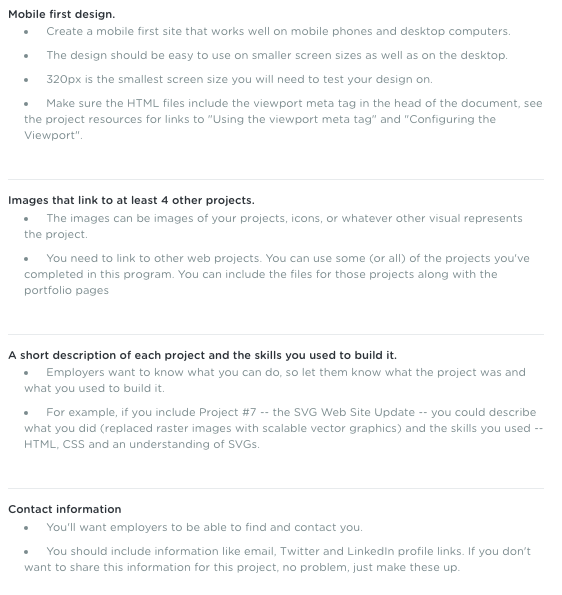 Mobile first design.
• Create a mobile first site that works well on mobile phones and desktop computers.
• The design should be easy to use on smaller screen sizes as well as on the desktop.
• 320px is the smallest screen size you will need to test your design on.
• Make sure the HTML files include the viewport meta tag in the head of the document, see
the project resources for links to "Using the viewport meta tag" and "Configuring the
Viewport".
Images that link to at least 4 other projects.
• The images can be images of your projects, icons, or whatever other visual represents
the project.
• You need to link to other web projects. You can use some (or all) of the projects you've
completed in this program. You can include the files for those projects along with the
portfolio pages
A short description of each project and the skills you used to build it.
• Employers want to know what you can do, so let them know what the project was and
what you used to build it.
• For example, if you include Project #7 -- the SVG Web Site Update -- you could describe
what you did (replaced raster images with scalable vector graphics) and the skills you used --
HTML, CSS and an understanding of SVGs.
Contact information
• You'll want employers to be able to find and contact you.
• You should include information like email, Twitter and LinkedIn profile links. If you don't
want to share this information for this project, no problem, just make these up.